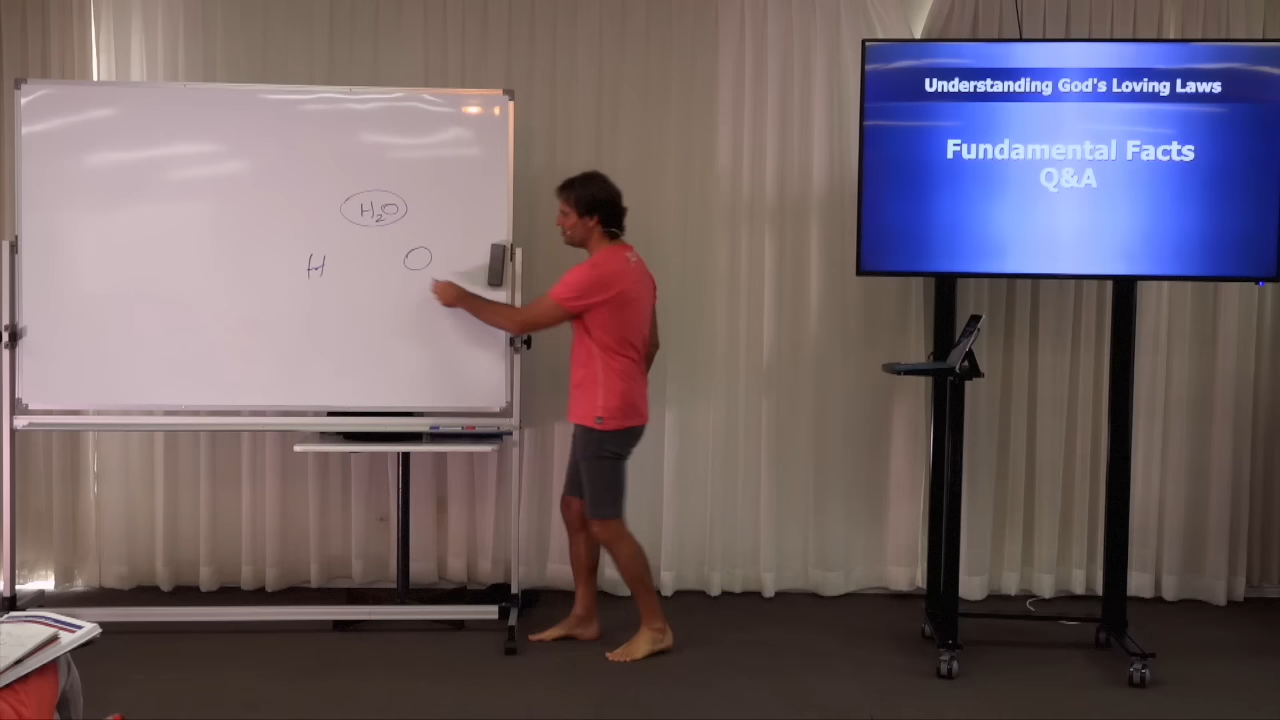 H₂O
H O
Understanding God's Loving Laws
Fundamental Facts
Q&A